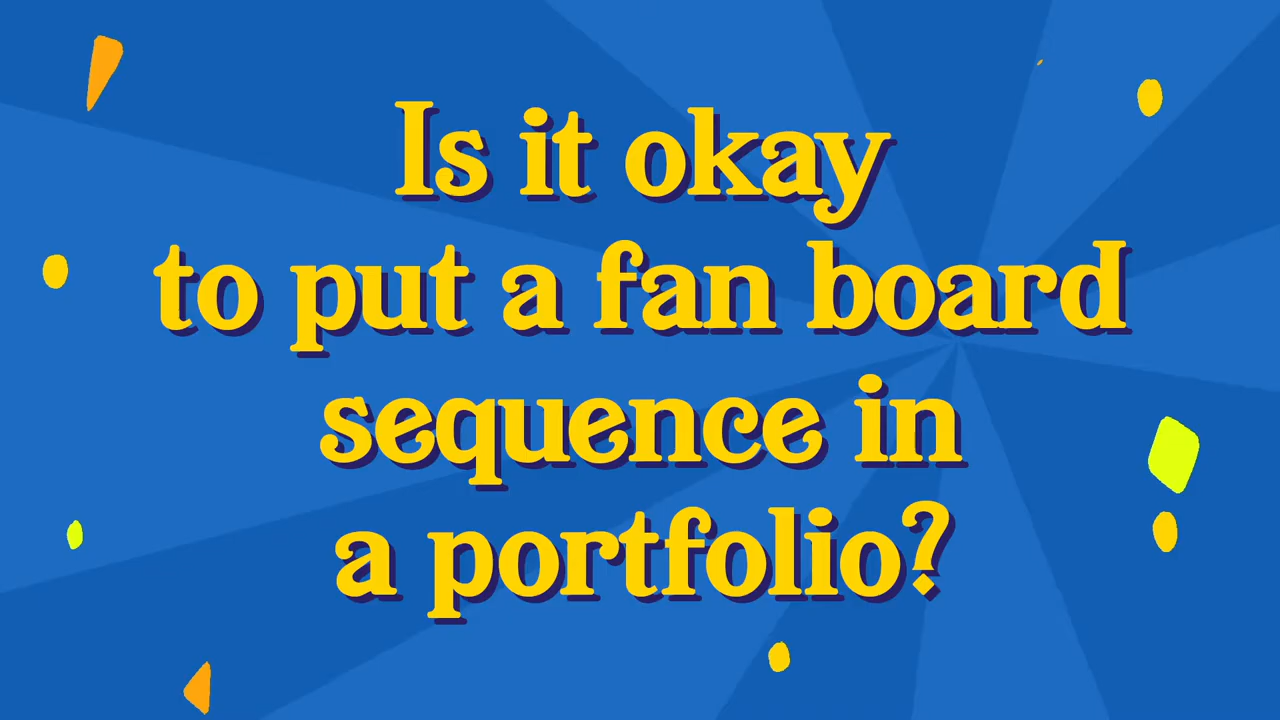 Is it okay
to put a fan board
sequence in
a portfolio?